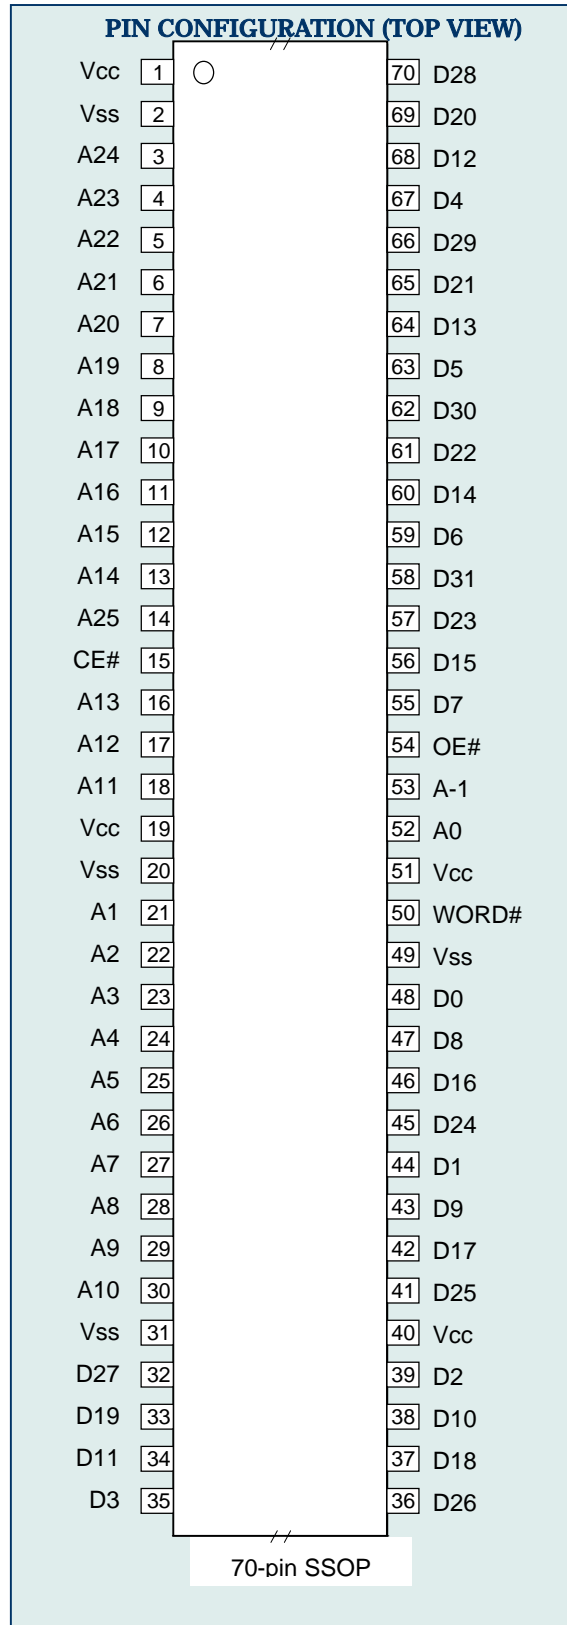 PIN CONFIGURATION (TOP VIEW)
Vcc 1 70 D28
Vss 2 69 D20
A24 3 68 D12
A23 4 67 D4
A22 5 66 D29
A21 6 65 D21
A20 7 64 D13
A19 8 63 D5
A18 9 62 D30
A17 10 61 D22
A16 11 60 D14
A15 12 59 D6
A14 13 58 D31
A25 14 57 D23
CE# 15 56 D15
A13 16 55 D7
A12 17 54 OE#
A11 18 53 A-1
Vcc 19 52 A0
Vss 20 51 Vcc
A1 21 50 WORD#
A2 22 49 Vss
A3 23 48 D0
A4 24 47 D8
A5 25 46 D16
A6 26 45 D24
A7 27 44 D1
A8 28 43 D9
A9 29 42 D17
A10 30 41 D25
Vss 31 40 Vcc
D27 32 39 D2
D19 33 38 D10
D11 34 37 D18
D3 35 36 D26
70-pin SSOP